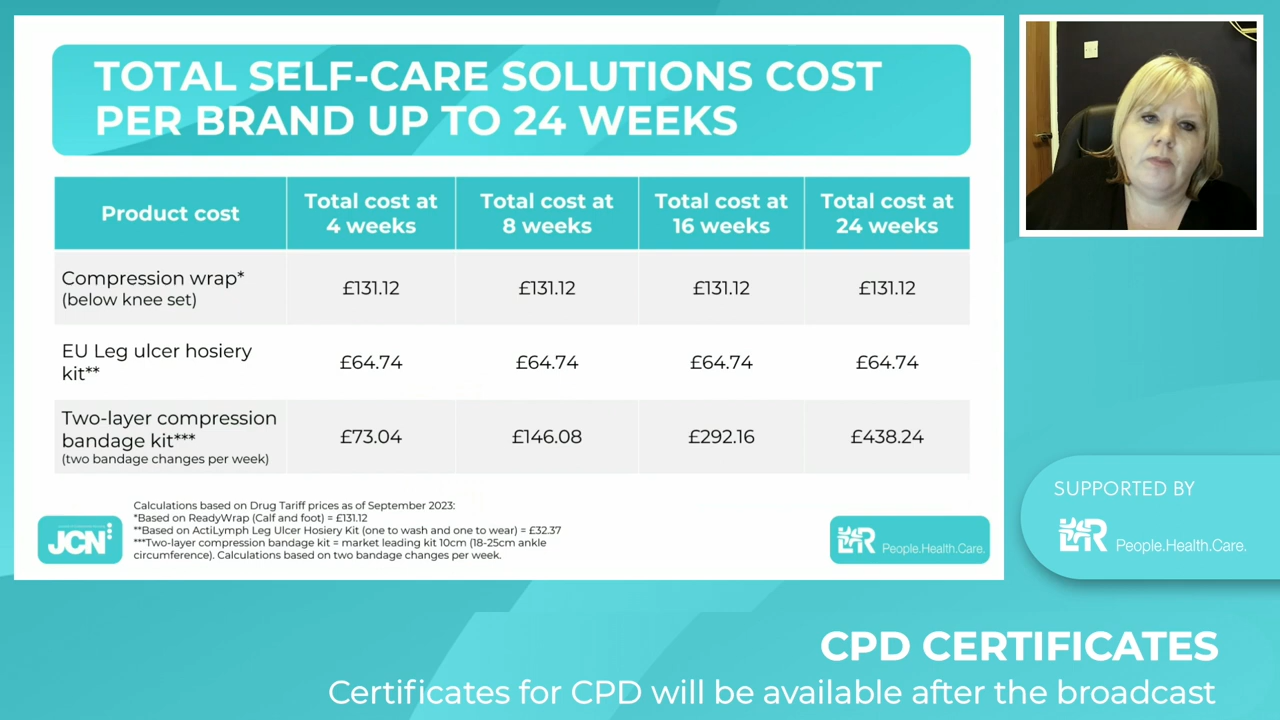 TOTAL SELF-CARE SOLUTIONS COST
PER BRAND UP TO 24 WEEKS
Product cost
Total cost at
4 weeks
Total cost at
8 weeks
Total cost at
16 weeks
Total cost at
24 weeks
Compression wrap*
(below knee set)
£131.12
£131.12
£131.12
£131.12
EU Leg ulcer hosiery
kit**
£64.74
£64.74
£64.74
£64.74
Two-layer compression
bandage kit***
(two bandage changes per week)
£73.04
£146.08
£292.16
£438.24
Calculations based on Drug Tariff prices as of September 2023:
*Based on ReadyWrap (Calf and foot) = £131.12
**Based on ActiLymph Leg Ulcer Hosiery Kit (one to wash and one to wear) = £32.37
***Two-layer compression bandage kit = market leading kit 10cm (18-25cm ankle
circumference). Calculations based on two bandage changes per week.
JCN
L&R
People.Health.Care.
SUPPORTED BY
L&R
People.Health.Care.
CPD CERTIFICATES
Certificates for CPD will be available after the broadcast